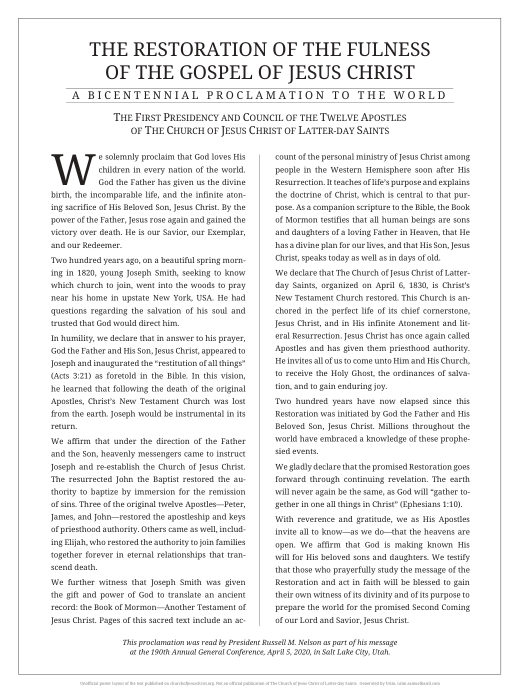 THE RESTORATION OF THE FULNESS
OF THE GOSPEL OF JESUS CHRIST
A BICENTENNIAL PROCLAMATION TO THE WORLD
The First Presidency and Council of the Twelve Apostles
of The Church of Jesus Christ of Latter-day Saints
We solemnly proclaim that God loves His
children in every nation of the world.
God the Father has given us the divine
birth, the incomparable life, and the infinite aton-
ing sacrifice of His Beloved Son, Jesus Christ. By the
power of the Father, Jesus rose again and gained the
victory over death. He is our Savior, our Exemplar,
and our Redeemer.
Two hundred years ago, on a beautiful spring morn-
ing in 1820, young Joseph Smith, seeking to know
which church to join, went into the woods to pray
near his home in upstate New York, USA. He had
questions regarding the salvation of his soul and
trusted that God would direct him.
In humility, we declare that in answer to his prayer,
God the Father and His Son, Jesus Christ, appeared to
Joseph and inaugurated the “restitution of all things”
(Acts 3:21) as foretold in the Bible. In this vision,
he learned that following the death of the original
Apostles, Christ’s New Testament Church was lost
from the earth. Joseph would be instrumental in its
return.
We affirm that under the direction of the Father
and the Son, heavenly messengers came to instruct
Joseph and re-establish the Church of Jesus Christ.
The resurrected John the Baptist restored the au-
thority to baptize by immersion for the remission
of sins. Three of the original twelve Apostles—Peter,
James, and John—restored the apostleship and keys
of priesthood authority. Others came as well, includ-
ing Elijah, who restored the authority to join families
together forever in eternal relationships that tran-
scend death.
We further witness that Joseph Smith was given
the gift and power of God to translate an ancient
record: the Book of Mormon—Another Testament of
Jesus Christ. Pages of this sacred text include an ac-
count of the personal ministry of Jesus Christ among
people in the Western Hemisphere soon after His
Resurrection. It teaches of life’s purpose and explains
the doctrine of Christ, which is central to that pur-
pose. As a companion scripture to the Bible, the Book
of Mormon testifies that all human beings are sons
and daughters of a loving Father in Heaven, that He
has a divine plan for our lives, and that His Son, Jesus
Christ, speaks today as well as in days of old.
We declare that The Church of Jesus Christ of Latter-
day Saints, organized on April 6, 1830, is Christ’s
New Testament Church restored. This Church is an-
chored in the perfect life of its chief cornerstone,
Jesus Christ, and in His infinite Atonement and lit-
eral Resurrection. Jesus Christ has once again called
Apostles and has given them priesthood authority.
He invites all of us to come unto Him and His Church,
to receive the Holy Ghost, the ordinances of salva-
tion, and to gain enduring joy.
Two hundred years have now elapsed since this
Restoration was initiated by God the Father and His
Beloved Son, Jesus Christ. Millions throughout the
world have embraced a knowledge of these prophe-
sied events.
We gladly declare that the promised Restoration goes
forward through continuing revelation. The earth
will never again be the same, as God will “gather to-
gether in one all things in Christ” (Ephesians 1:10).
With reverence and gratitude, we as His Apostles
invite all to know—as we do—that the heavens are
open. We affirm that God is making known His
will for His beloved sons and daughters. We testify
that those who prayerfully study the message of the
Restoration and act in faith will be blessed to gain
their own witness of its divinity and of its purpose to
prepare the world for the promised Second Coming
of our Lord and Savior, Jesus Christ.
This proclamation was read by President Russell M. Nelson as part of his message
at the 190th Annual General Conference, April 5, 2020, in Salt Lake City, Utah.